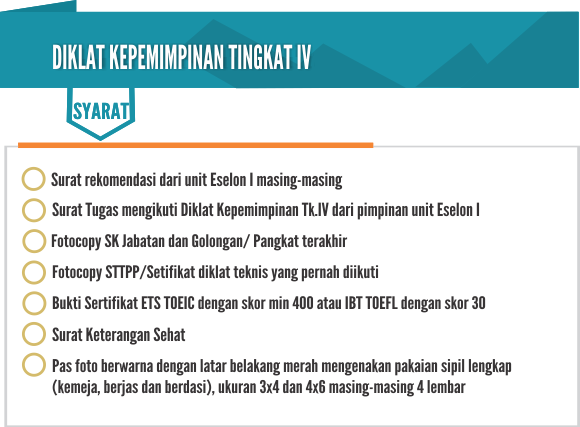 DIKLAT KEPEMIMPINAN TINGKAT IV
SYARAT
Surat rekomendasi dari unit Eselon I masing-masing
Surat Tugas mengikuti Diklat Kepemimpinan Tk.IV dari pimpinan unit Eselon I
Fotocopy SK Jabatan dan Golongan/ Pangkat terakhir
Fotocopy STTPP/Setifikat diklat teknis yang pernah diikuti
Bukti Sertifikat ETS TOEIC dengan skor min 400 atau IBT TOEFL dengan skor 30
Surat Keterangan Sehat
Pas foto berwarna dengan latar belakang merah mengenakan pakaian sipil lengkap
(kemeja, berjas dan berdasi), ukuran 3x4 dan 4x6 masing-masing 4 lembar